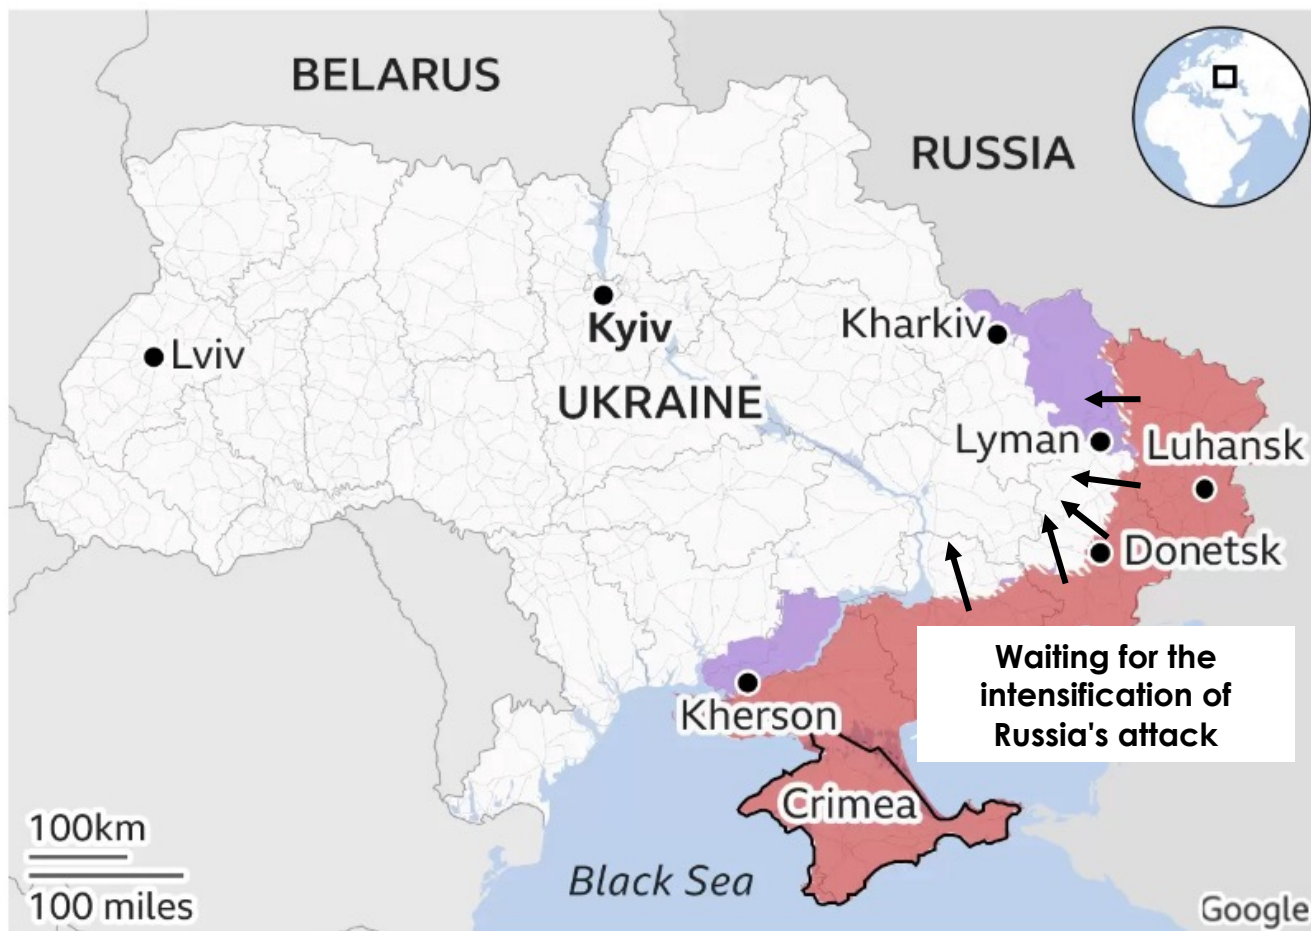 BELARUS
RUSSIA
Kyiv
Kharkiv
Lviv
UKRAINE
Lyman
Luhansk
Donetsk
Waiting for the
intensification of
Russia's attack
Kherson
Crimea
100km
100 miles
Black Sea
Google